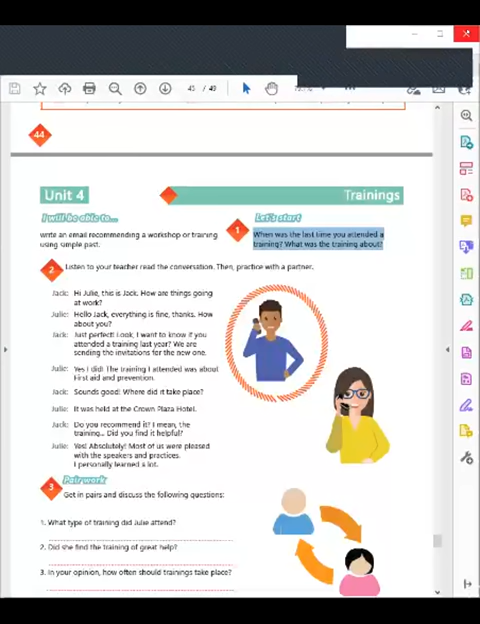 45 / 49
44
Unit 4
Trainings
I will be able to...
write an email recommending a workshop or training
using simple past.
1
Let's start
When was the last time you attended a
training? What was the training about?
2
Listen to your teacher read the conversation. Then, practice with a partner.
Jack: Hi Julie, this is Jack. How are things going
at work?
Julie: Hello Jack, everything is fine, thanks. How
about you?
Jack: Just perfect! Look, I want to know if you
attended a training last year? We are
sending the invitations for the new one.
Julie: Yes I did! The training I attended was about
First aid and prevention.
Jack: Sounds good! Where did it take place?
Julie: It was held at the Crown Plaza Hotel.
Jack: Do you recommend it? I mean, the
training... Did you find it helpful?
Julie: Yes! Absolutely! Most of us were pleased
with the speakers and practices.
I personally learned a lot.
3
Pair work
Get in pairs and discuss the following questions:
1. What type of training did Julie attend?
2. Did she find the training of great help?
3. In your opinion, how often should trainings take place?